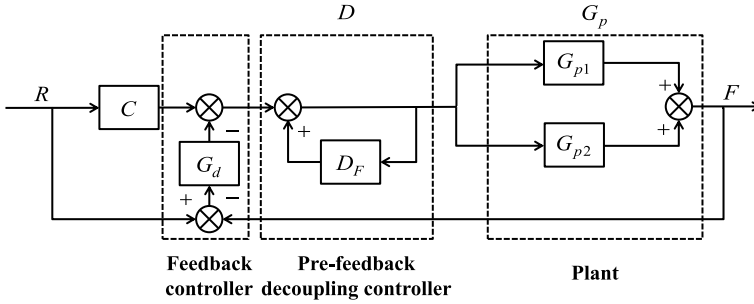 D
G_p
R
C
G_{p1}
+
−
+
+
+
F
G_d
D_F
G_{p2}
+
−
Feedback
controller
Pre-feedback
decoupling controller
Plant